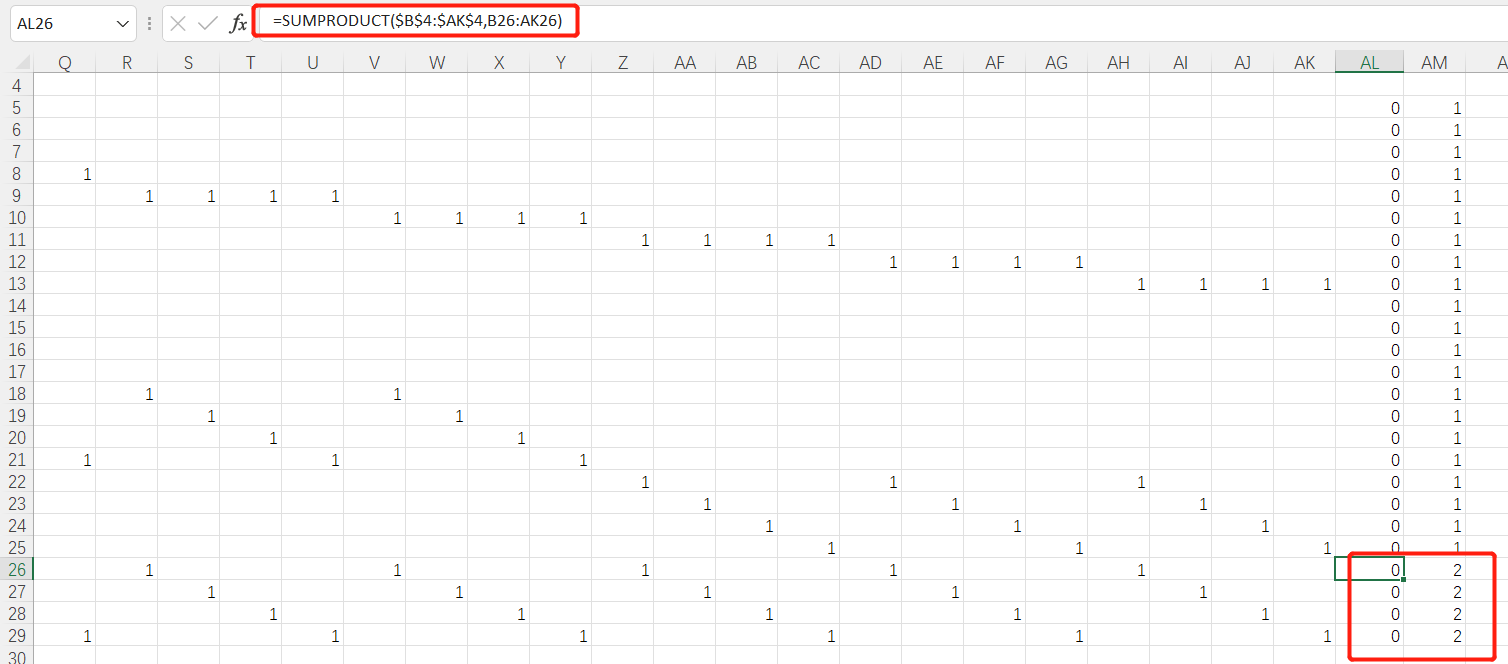 AL26 fx =SUMPRODUCT($B$4:$AK$4,B26:AK26)
Q R S T U V W X Y Z AA AB AC AD AE AF AG AH AI AJ AK AL AM A
4
5 0 1
6 0 1
7 0 1
8 1 0 1
9 1 1 1 1 0 1
10 1 1 1 1 0 1
11 1 1 1 1 0 1
12 1 1 1 1 0 1
13 1 1 1 1 0 1
14 0 1
15 0 1
16 0 1
17 0 1
18 1 1 0 1
19 1 1 0 1
20 1 1 0 1
21 1 1 1 0 1
22 1 1 1 0 1
23 1 1 1 0 1
24 1 1 1 0 1
25 1 1 1 0 1
26 1 1 1 1 1 0 2
27 1 1 1 1 1 0 2
28 1 1 1 1 1 0 2
29 1 1 1 1 1 1 0 2
30